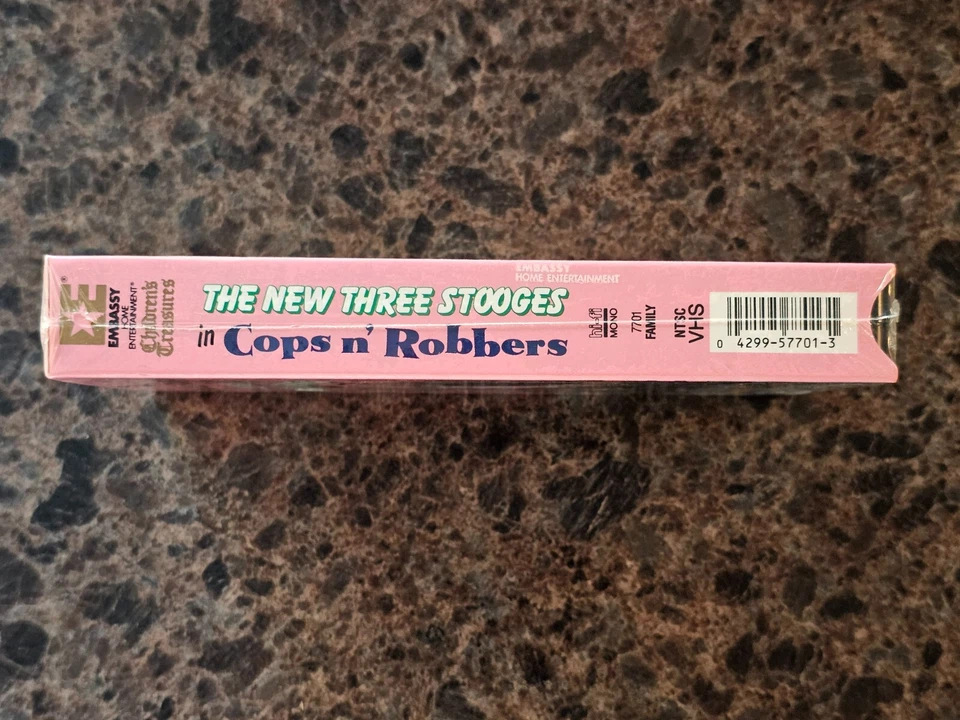 EMBASSY
HOME
ENTERTAINMENT®
Children's
Treasures
THE NEW THREE STOOGES
in
Cops n' Robbers
EMBASSY
HOME ENTERTAINMENT
hi-fi
MONO
7701
FAMILY
NTSC
VHS
0 4299-57701-3